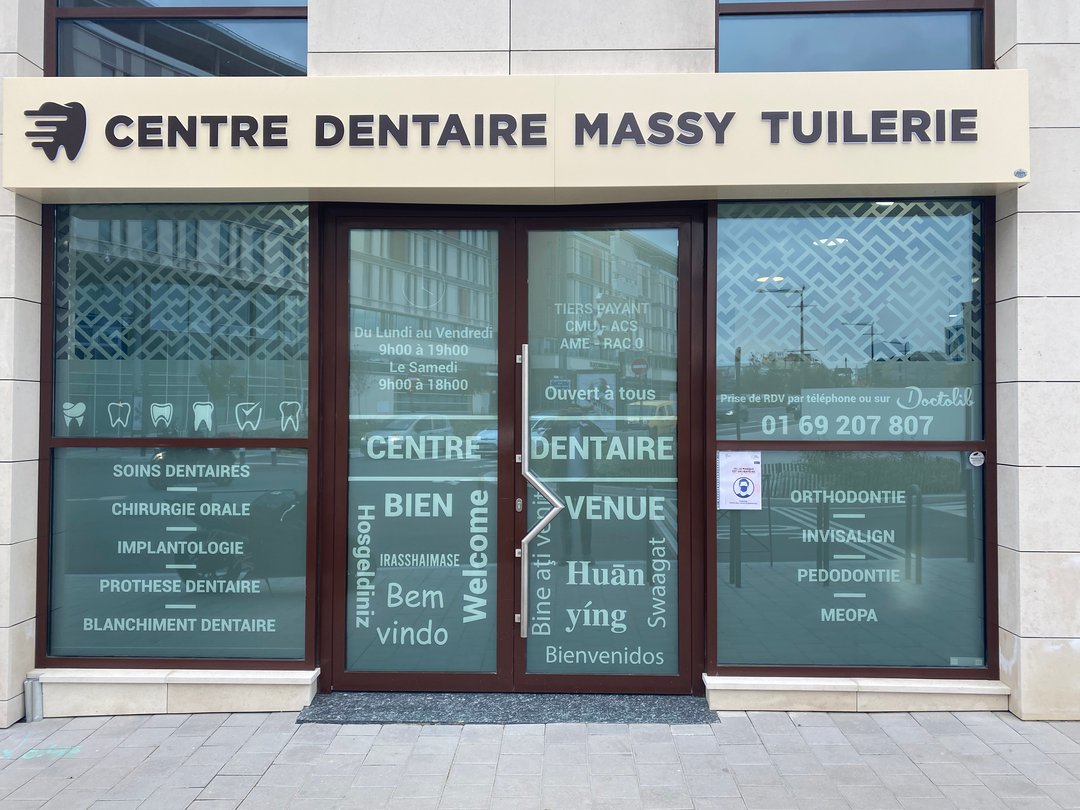 CENTRE DENTAIRE MASSY TUILERIE
SOINS DENTAIRES
CHIRURGIE ORALE
IMPLANTOLOGIE
PROTHESE DENTAIRE
BLANCHIMENT DENTAIRE
Du Lundi au Vendredi
9h00 à 19h00
Le Samedi
9h00 à 18h00
TIERS PAYANT
CMU - ACS
AME - RAC 0
Ouvert à tous
CENTRE DENTAIRE
BIEN VENUE
Hosgeldiniz
IRASSHAIMASE
Bem
vindo
Welcome
Bine ați venit
Huān
yíng
Swaagat
Bienvenidos
Prise de RDV par téléphone ou sur Doctolib
01 69 207 807
ORTHODONTIE
INVISALIGN
PEDODONTIE
MEOPA